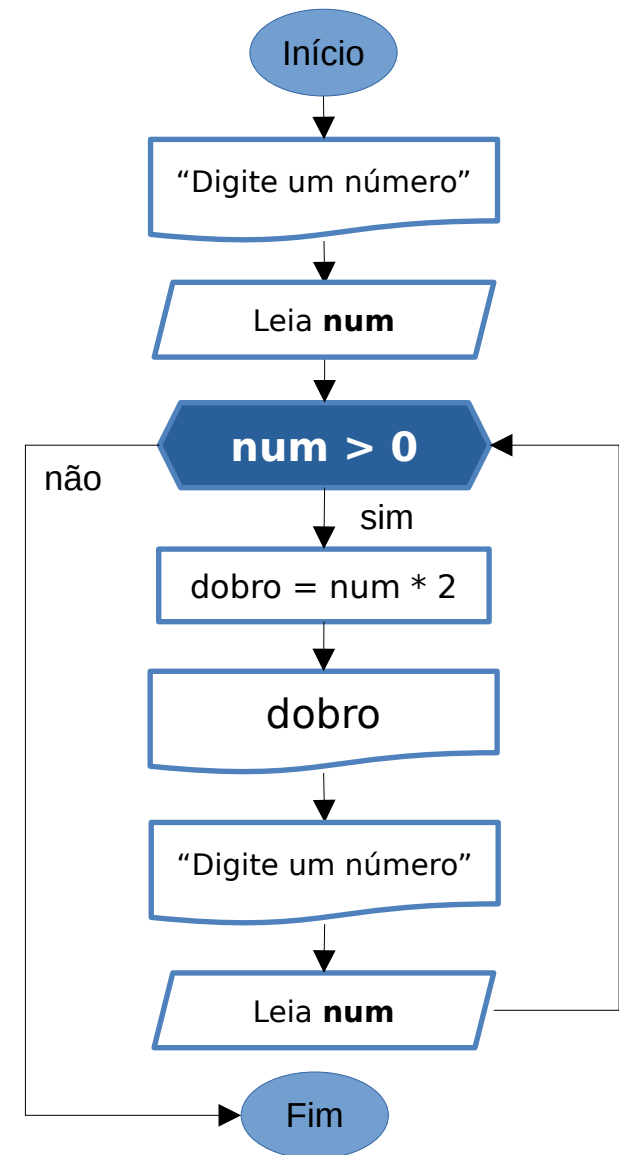 Início
“Digite um número”
Leia num
num > 0
não
sim
dobro = num * 2
dobro
“Digite um número”
Leia num
Fim